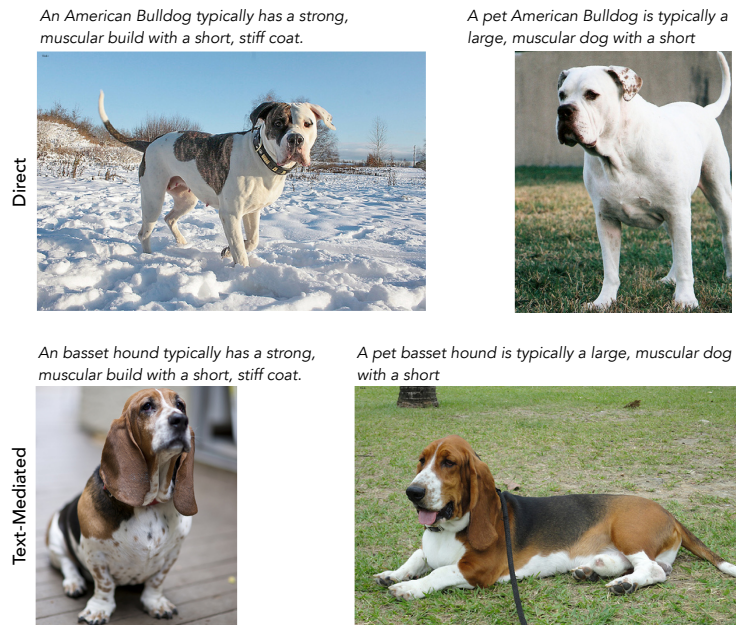 An American Bulldog typically has a strong,
muscular build with a short, stiff coat.
A pet American Bulldog is typically a
large, muscular dog with a short
Direct
An basset hound typically has a strong,
muscular build with a short, stiff coat.
A pet basset hound is typically a large, muscular dog
with a short
Text-Mediated